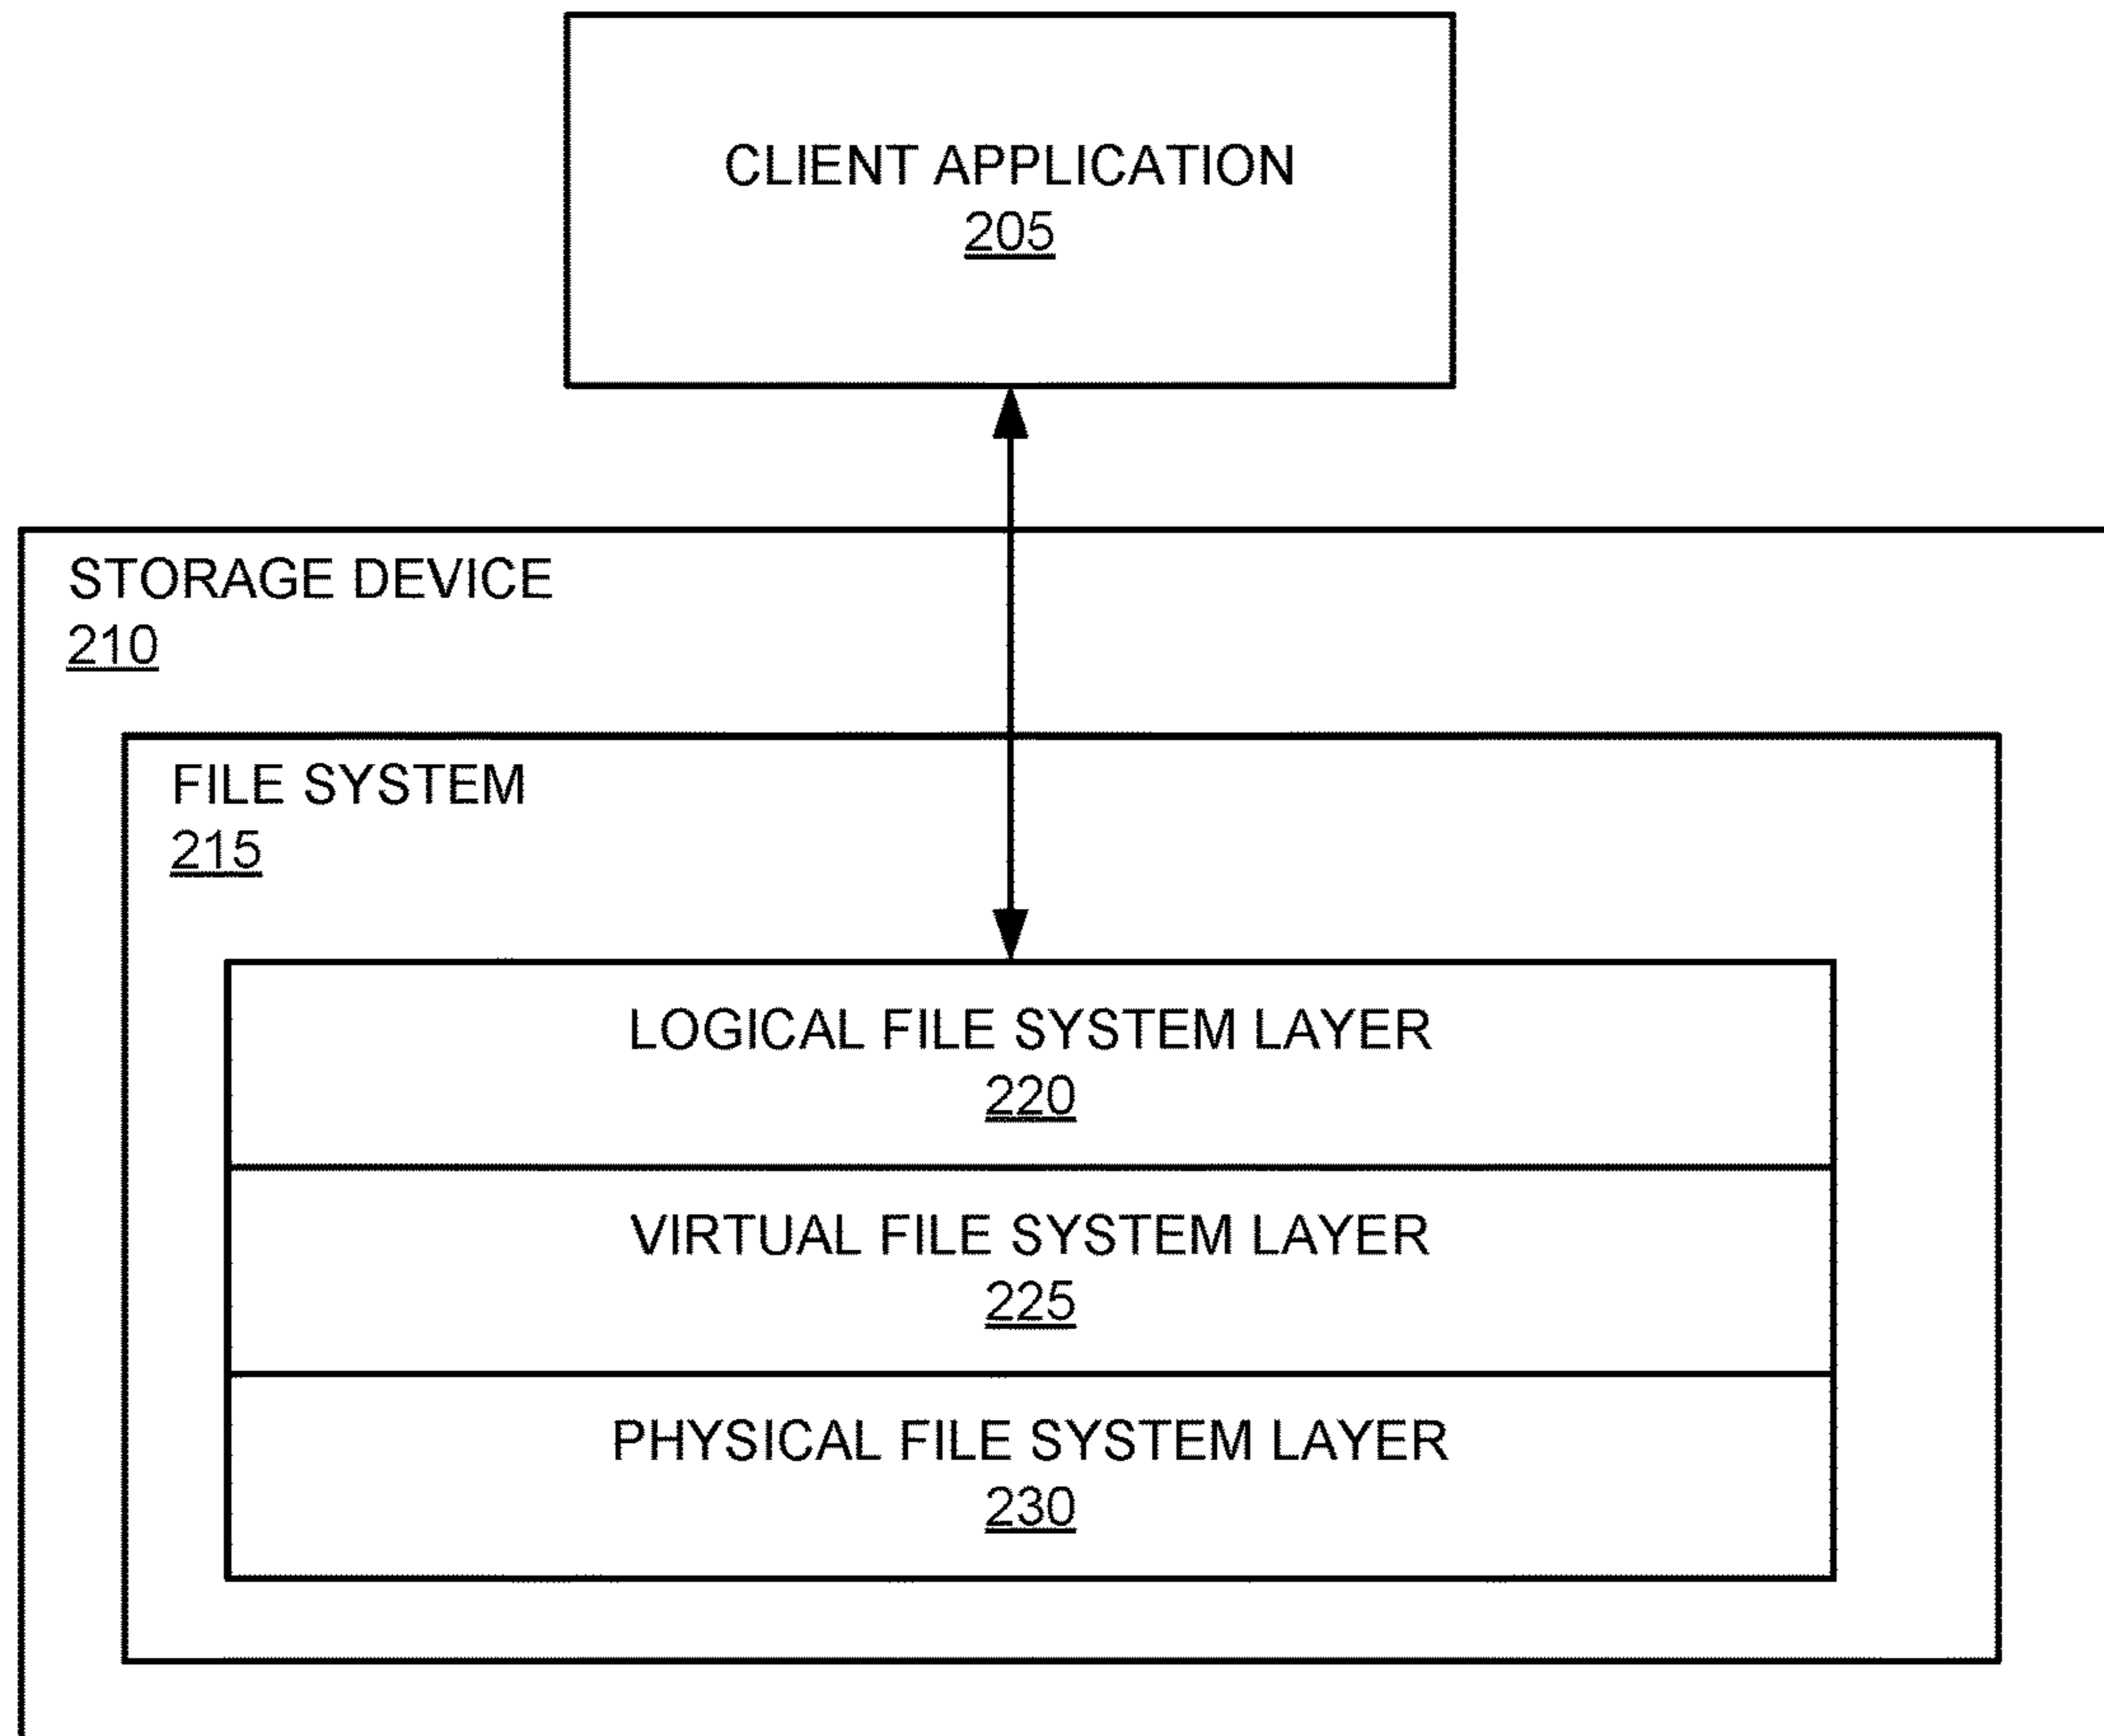 CLIENT APPLICATION
205
STORAGE DEVICE
210
FILE SYSTEM
215
LOGICAL FILE SYSTEM LAYER
220
VIRTUAL FILE SYSTEM LAYER
225
PHYSICAL FILE SYSTEM LAYER
230